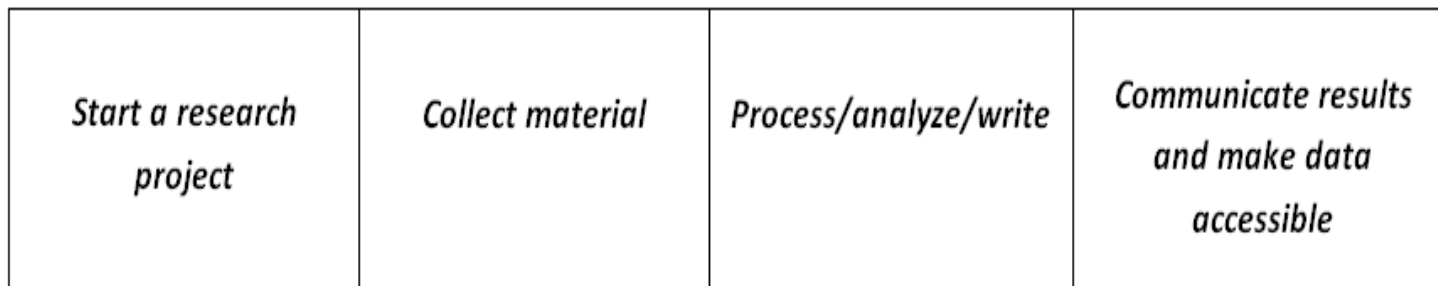 Start a research
project
Collect material
Process/analyze/write
Communicate results
and make data
accessible